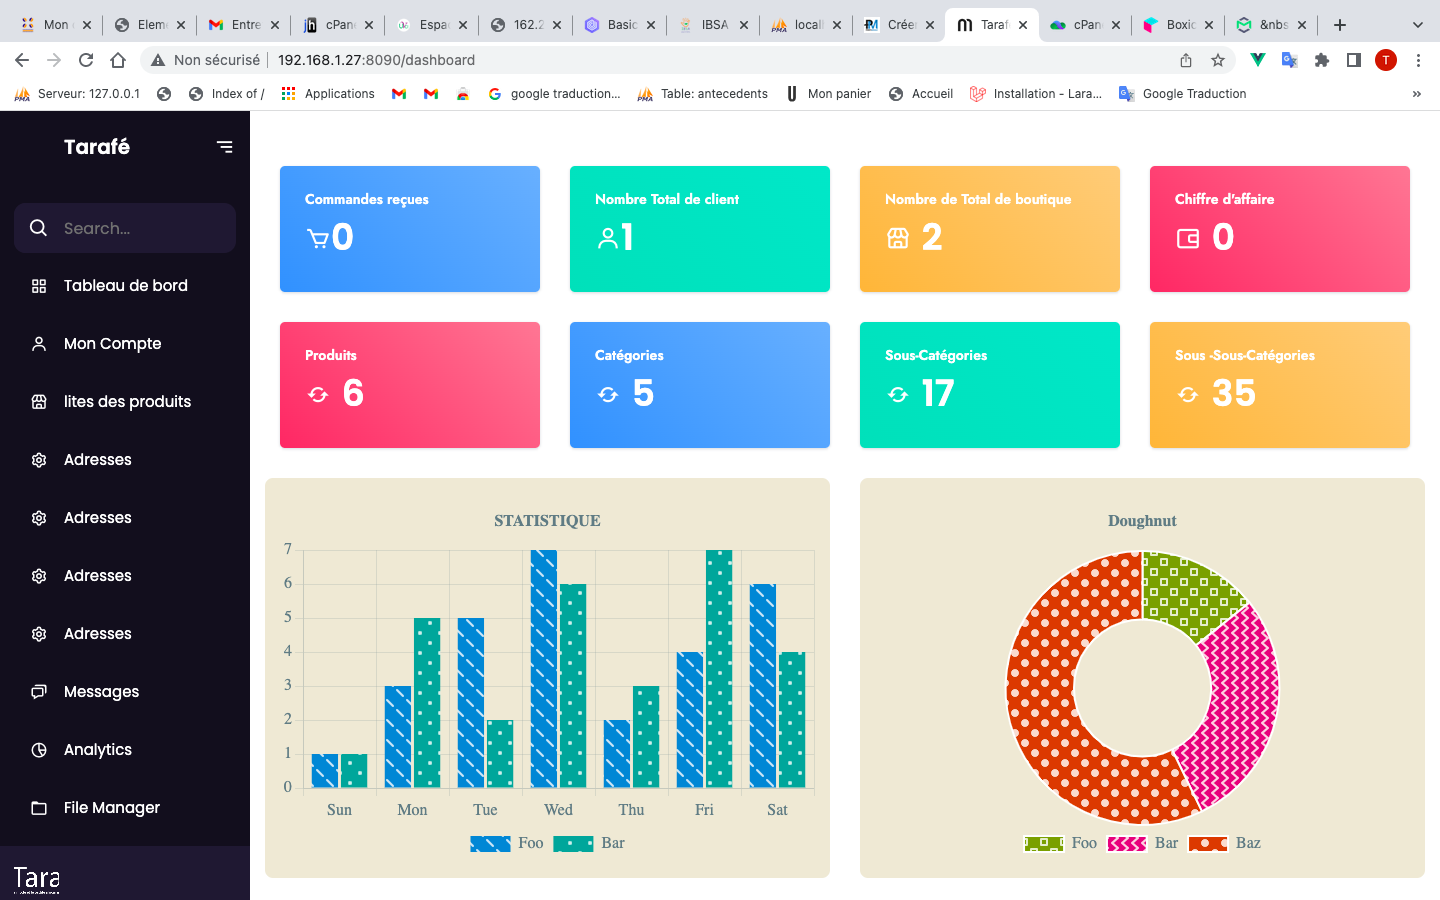 Mon
Elem
Entre
cPan
Espa
162.2
Basic
IBSA
locall
Créer
Taraf
cPan
Boxic
&nbs
Non sécurisé
192.168.1.27:8090/dashboard
T
Serveur: 127.0.0.1
Index of /
Applications
google traduction...
Table: antecedents
Mon panier
Accueil
Installation - Lara...
Google Traduction
»
Tarafé
Search...
Tableau de bord
Mon Compte
lites des produits
Adresses
Adresses
Adresses
Adresses
Messages
Analytics
File Manager
Tara
Commandes reçues
0
Nombre Total de client
1
Nombre de Total de boutique
2
Chiffre d'affaire
0
Produits
6
Catégories
5
Sous-Catégories
17
Sous -Sous-Catégories
35
STATISTIQUE
7
6
5
4
3
2
1
0
Sun Mon Tue Wed Thu Fri Sat
Foo Bar
Doughnut
Foo Bar Baz